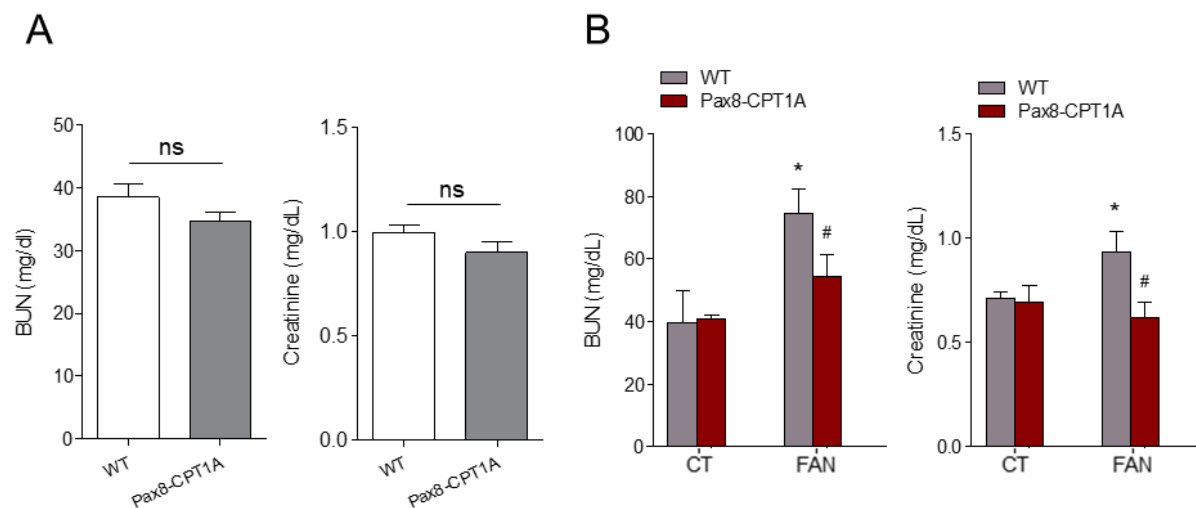 A
BUN (mg/dl)
50
40
30
20
10
0
ns
WT
Pax8-CPT1A
Creatinine (mg/dL)
1.5
1.0
0.5
0.0
ns
WT
Pax8-CPT1A
B
WT
Pax8-CPT1A
BUN (mg/dL)
100
80
60
40
20
0
*
#
CT
FAN
WT
Pax8-CPT1A
Creatinine (mg/dL)
1.5
1.0
0.5
0.0
*
#
CT
FAN